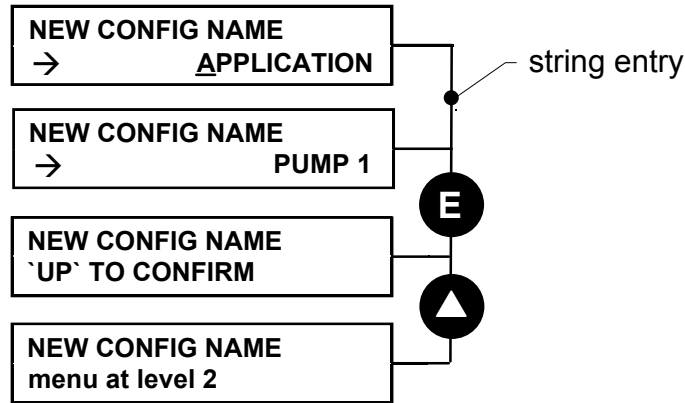 NEW CONFIG NAME
→ APPLICATION
string entry
NEW CONFIG NAME
→ PUMP 1
E
NEW CONFIG NAME
`UP` TO CONFIRM
NEW CONFIG NAME
menu at level 2